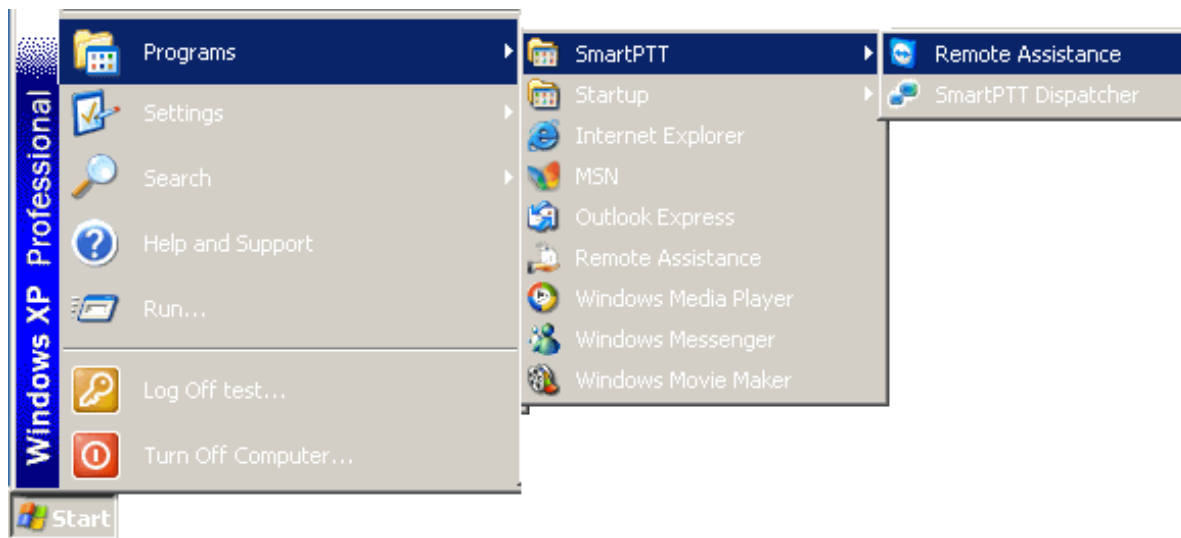 Windows XP Professional
Programs
Settings
Search
Help and Support
Run...
Log Off test...
Turn Off Computer...
Start
SmartPTT
Startup
Internet Explorer
MSN
Outlook Express
Remote Assistance
Windows Media Player
Windows Messenger
Windows Movie Maker
Remote Assistance
SmartPTT Dispatcher